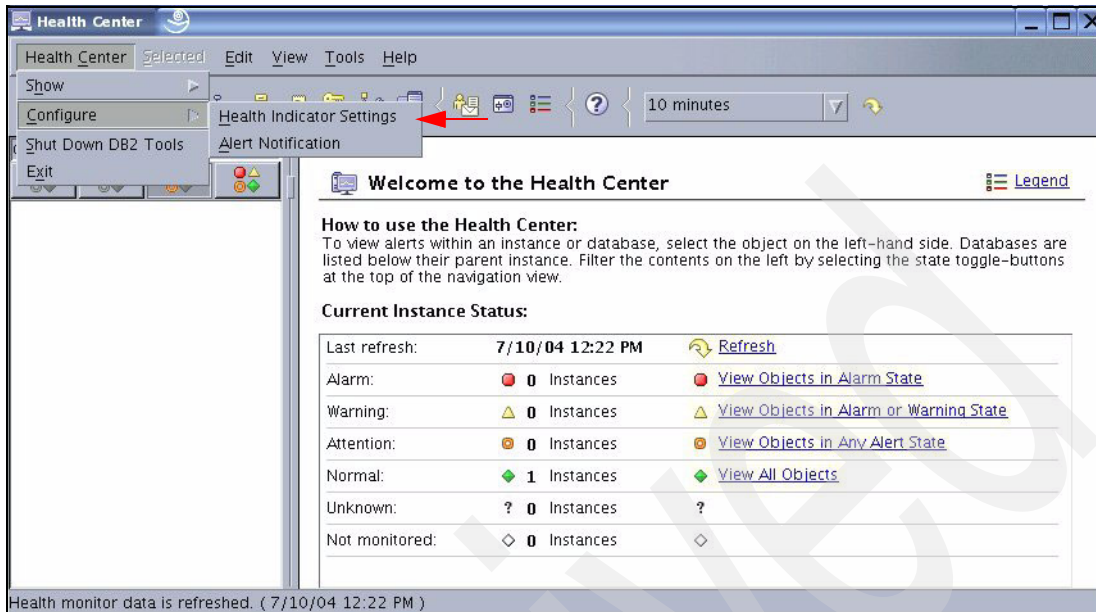 Health Center
Health Center Selected Edit View Tools Help
Show
Configure
Shut Down DB2 Tools
Exit
Health Indicator Settings
Alert Notification
10 minutes
Welcome to the Health Center
Legend
How to use the Health Center:
To view alerts within an instance or database, select the object on the left-hand side. Databases are
listed below their parent instance. Filter the contents on the left by selecting the state toggle-buttons
at the top of the navigation view.
Current Instance Status:
Last refresh: 7/10/04 12:22 PM Refresh
Alarm: 0 Instances View Objects in Alarm State
Warning: 0 Instances View Objects in Alarm or Warning State
Attention: 0 Instances View Objects in Any Alert State
Normal: 1 Instances View All Objects
Unknown: ? 0 Instances ?
Not monitored: 0 Instances
Health monitor data is refreshed. ( 7/10/04 12:22 PM )